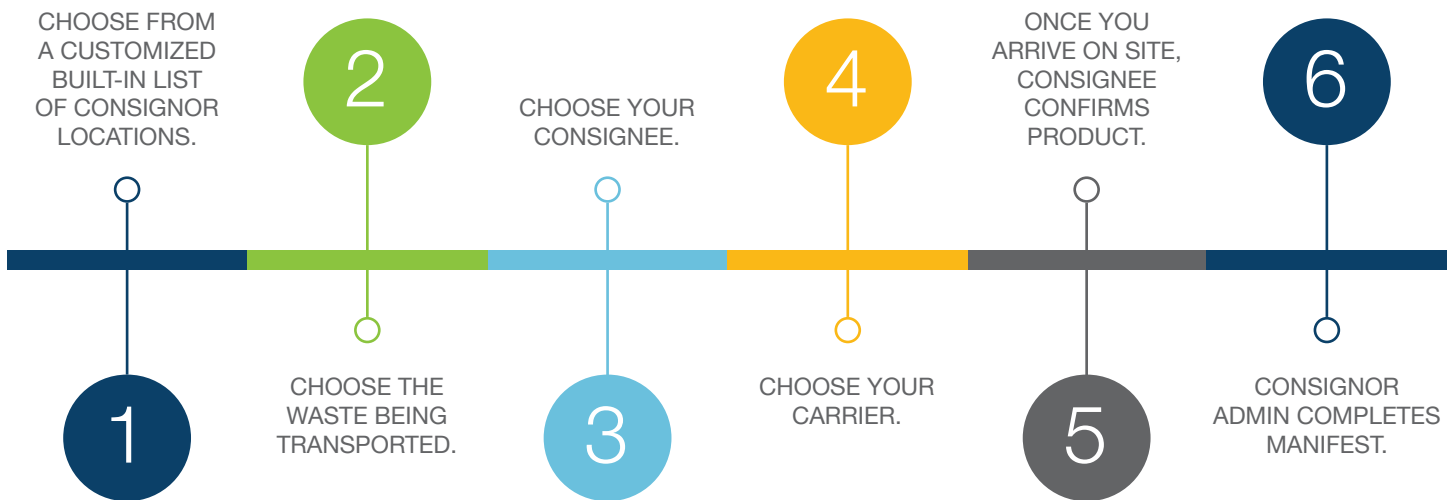 CHOOSE FROM
A CUSTOMIZED
BUILT-IN LIST
OF CONSIGNOR
LOCATIONS.
1
2
CHOOSE THE
WASTE BEING
TRANSPORTED.
CHOOSE YOUR
CONSIGNEE.
3
4
CHOOSE YOUR
CARRIER.
ONCE YOU
ARRIVE ON SITE,
CONSIGNEE
CONFIRMS
PRODUCT.
5
6
CONSIGNOR
ADMIN COMPLETES
MANIFEST.